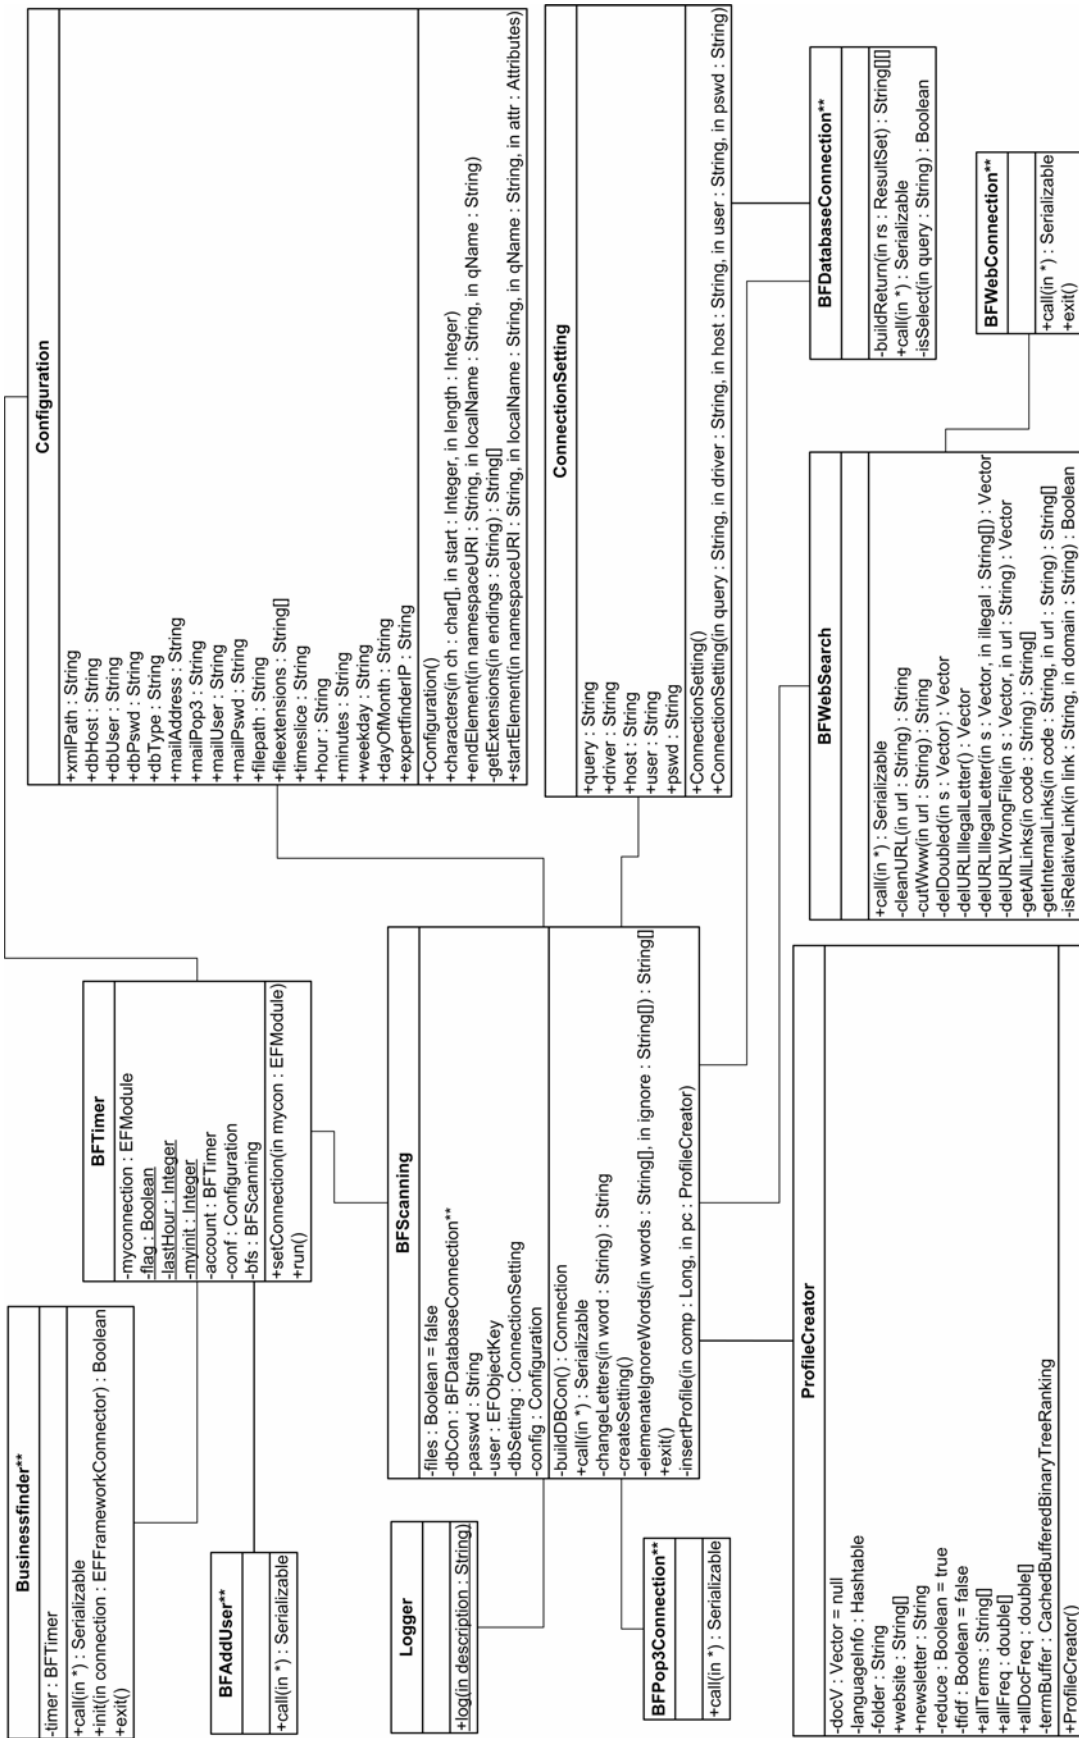 Businessfinder**
-timer : BFTimer
+call(in *) : Serializable
+init(in connection : EFFrameworkConnector) : Boolean
+exit()
BFTimer
-myconnection : EFModule
-flag : Boolean
-lastHour : Integer
-myinit : Integer
-account : BFTimer
-conf : Configuration
-bfs : BFScanning
+setConnection(in mycon : EFModule)
+run()
Configuration
+xmlPath : String
+dbHost : String
+dbUser : String
+dbPswd : String
+dbType : String
+mailAddress : String
+mailPop3 : String
+mailUser : String
+mailPswd : String
+filepath : String
+fileextensions : String[]
+timeslice : String
+hour : String
+minutes : String
+weekday : String
+dayOfMonth : String
+expertfinderIP : String
+Configuration()
+characters(in ch : char[], in start : Integer, in length : Integer)
+endElement(in namespaceURI : String, in localName : String, in qName : String)
-getExtensions(in endings : String) : String[]
+startElement(in namespaceURI : String, in localName : String, in qName : String, in attr : Attributes)
BFAddUser**
+call(in *) : Serializable
Logger
+log(in description : String)
BFScanning
-files : Boolean = false
-dbCon : BFDatabaseConnection**
-passwd : String
-user : EFObjectKey
-dbSetting : ConnectionSetting
-config : Configuration
-buildDBCon() : Connection
+call(in *) : Serializable
-changeLetters(in word : String) : String
-createSetting()
-elemenateIgnoreWords(in words : String[], in ignore : String[]) : String[]
+exit()
-insertProfile(in comp : Long, in pc : ProfileCreator)
ConnectionSetting
+query : String
+driver : String
+host : String
+user : String
+pswd : String
+ConnectionSetting()
+ConnectionSetting(in query : String, in driver : String, in host : String, in user : String, in pswd : String)
BFPop3Connection**
+call(in *) : Serializable
BFDatabaseConnection**
-buildReturn(in rs : ResultSet) : String[][]
+call(in *) : Serializable
-isSelect(in query : String) : Boolean
ProfileCreator
-docV : Vector = null
-languageInfo : Hashtable
-folder : String
+website : String[]
+newsletter : String
-reduce : Boolean = true
-tfidf : Boolean = false
+allTerms : String[]
+allFreq : double[]
+allDocFreq : double[]
-termBuffer : CachedBufferedBinaryTreeRanking
+ProfileCreator()
BFWebSearch
+call(in *) : Serializable
-cleanURL(in url : String) : String
-cutWww(in url : String) : String
-delDoubled(in s : Vector) : Vector
-delURLIllegalLetter() : Vector
-delURLIllegalLetter(in s : Vector, in illegal : String[]) : Vector
-delURLWrongFile(in s : Vector, in url : String) : Vector
-getAllLinks(in code : String) : String[]
-getInternalLinks(in code : String, in url : String) : String[]
-isRelativeLink(in link : String, in domain : String) : Boolean
BFWebConnection**
+call(in *) : Serializable
+exit()